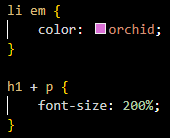 li em {
    color: orchid;
}

h1 + p {
    font-size: 200%;
}